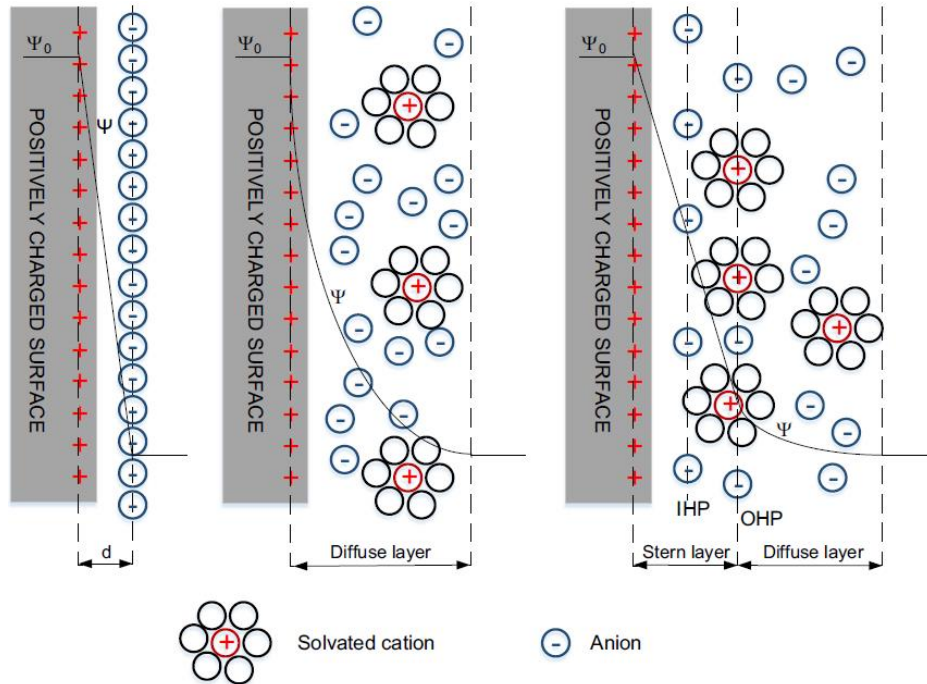 Ψ0
Ψ
POSITIVELY CHARGED SURFACE
d
Ψ0
Ψ
POSITIVELY CHARGED SURFACE
Diffuse layer
Ψ0
Ψ
POSITIVELY CHARGED SURFACE
IHP
OHP
Stern layer
Diffuse layer
Solvated cation
Anion